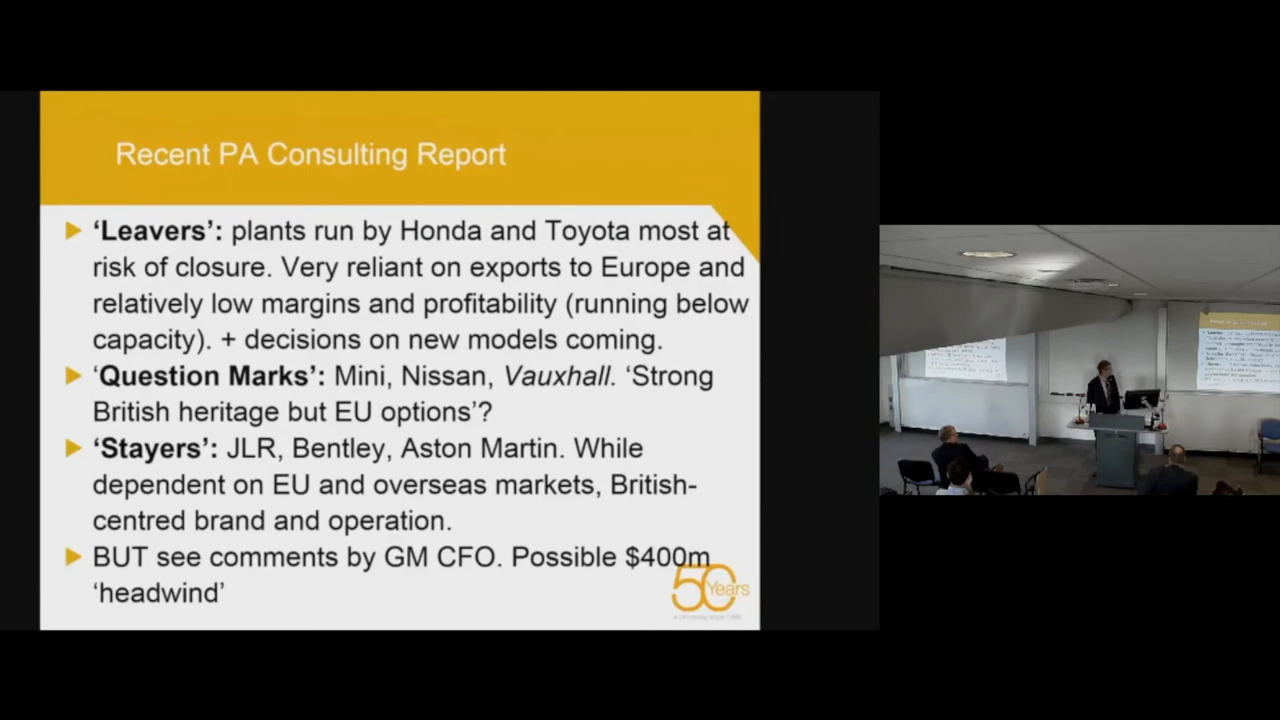 Recent PA Consulting Report
‘Leavers’: plants run by Honda and Toyota most at
risk of closure. Very reliant on exports to Europe and
relatively low margins and profitability (running below
capacity). + decisions on new models coming.
‘Question Marks’: Mini, Nissan, Vauxhall. ‘Strong
British heritage but EU options’?
‘Stayers’: JLR, Bentley, Aston Martin. While
dependent on EU and overseas markets, British-
centred brand and operation.
BUT see comments by GM CFO. Possible $400m
‘headwind’
50
Years